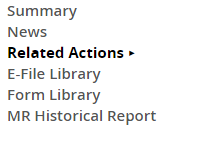 Summary
News
Related Actions ▸
E-File Library
Form Library
MR Historical Report